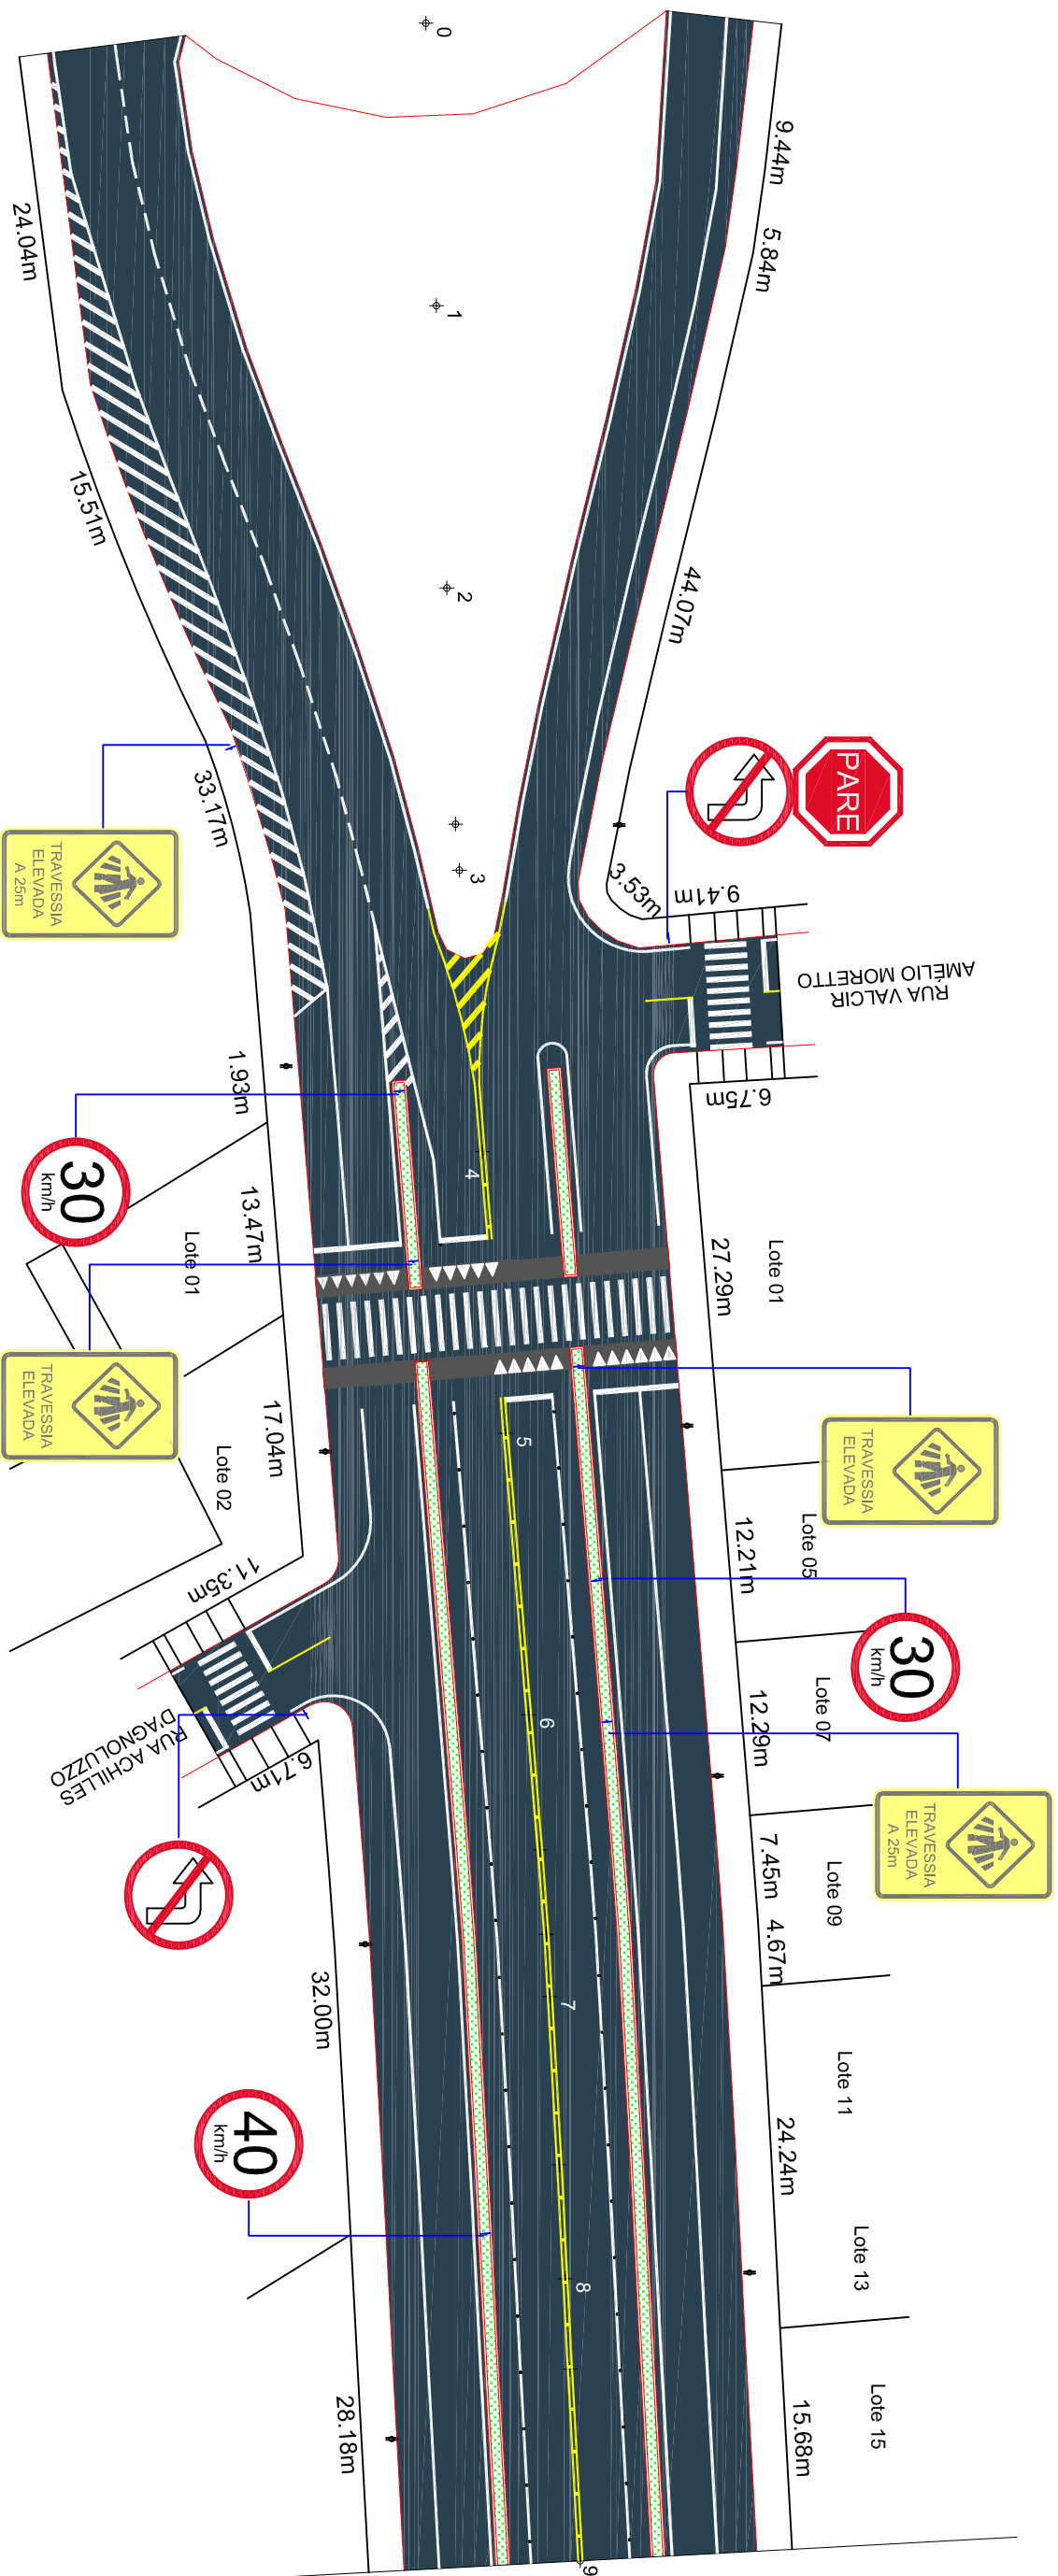 0
1
2
3
4
5
6
7
8
9
9.44m
5.84m
44.07m
3.53m
9.41m
6.75m
27.29m
12.21m
12.29m
7.45m
4.67m
24.24m
15.68m
24.04m
15.51m
33.17m
1.93m
13.47m
17.04m
11.35m
6.71m
32.00m
28.18m
PARE
RUA VALCIR
AMÉLIO MORETTO
Lote 01
Lote 05
Lote 07
Lote 09
Lote 11
Lote 13
Lote 15
TRAVESSIA
ELEVADA
30
km/h
TRAVESSIA
ELEVADA
A 25m
TRAVESSIA
ELEVADA
A 25m
30
km/h
Lote 01
TRAVESSIA
ELEVADA
Lote 02
RUA ACHILLES
D'AGNOLUZZO
40
km/h